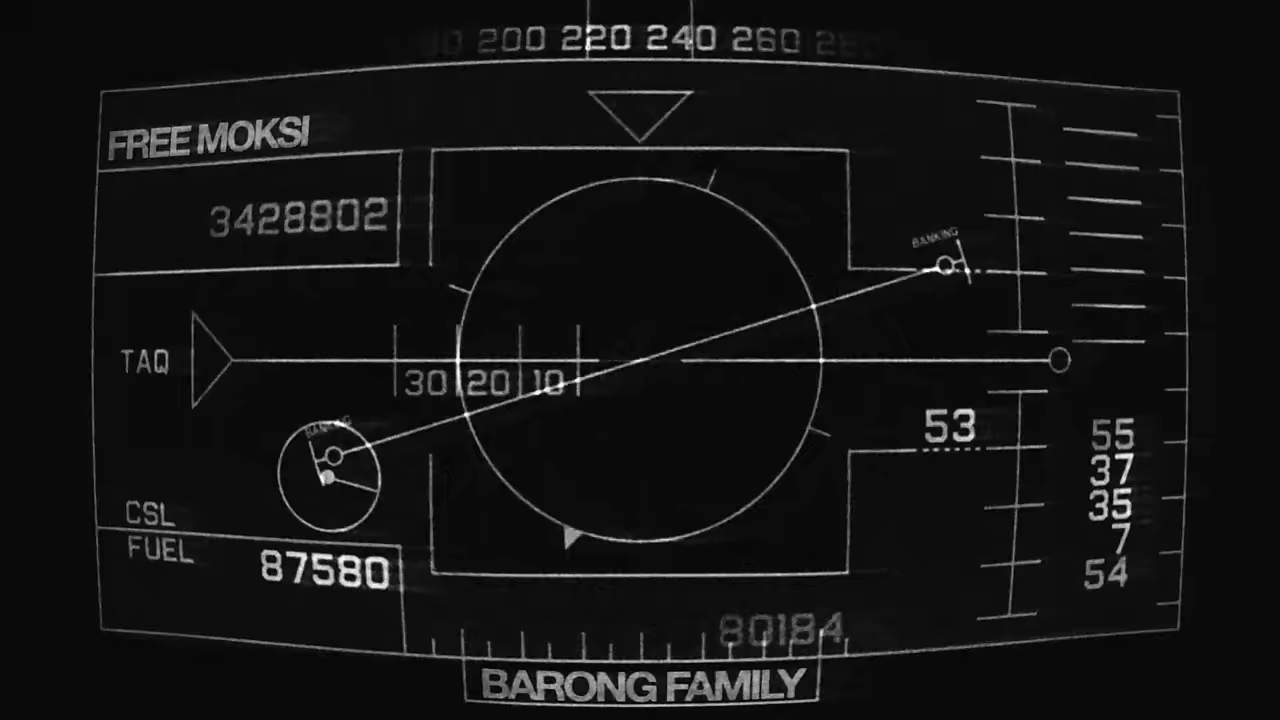 200 220 240 260
FREE MOKSI
3428802
BANKING
TAQ
30 20 10
BANKING
53
55
37
35
7
54
CSL
FUEL
87580
80184
BARONG FAMILY